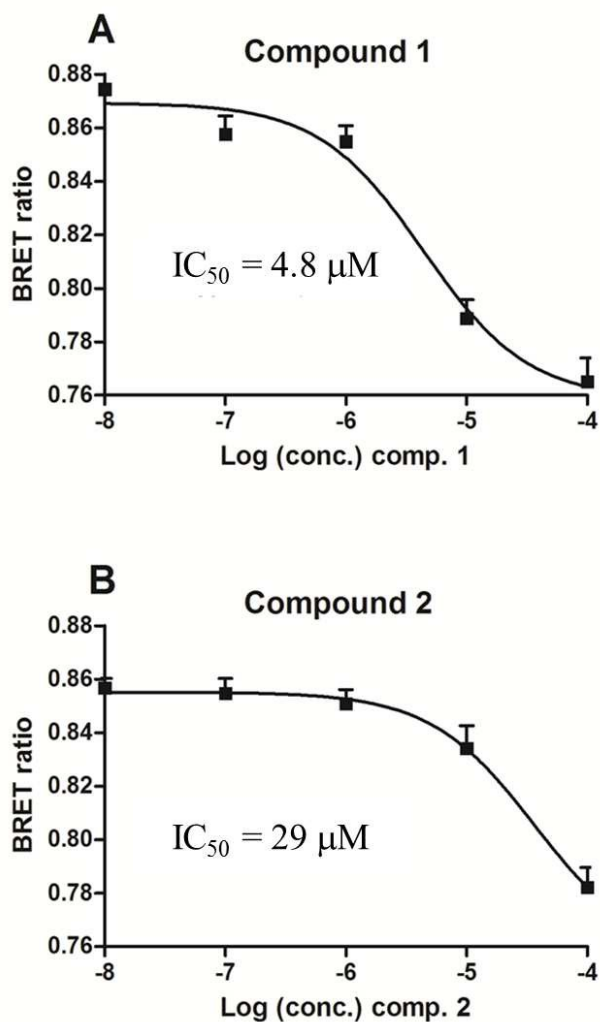 A
Compound 1
0.88
0.86
0.84
0.82
0.80
0.78
0.76
BRET ratio
IC50 = 4.8 μM
-8 -7 -6 -5 -4
Log (conc.) comp. 1
B
Compound 2
0.88
0.86
0.84
0.82
0.80
0.78
0.76
BRET ratio
IC50 = 29 μM
-8 -7 -6 -5 -4
Log (conc.) comp. 2